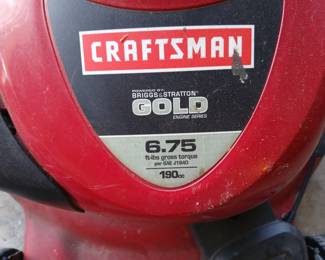 CRAFTSMAN
POWERED BY:
BRIGGS & STRATTON
GOLD
ENGINE SERIES
6.75
ft-lbs gross torque
per SAE J1940
190cc